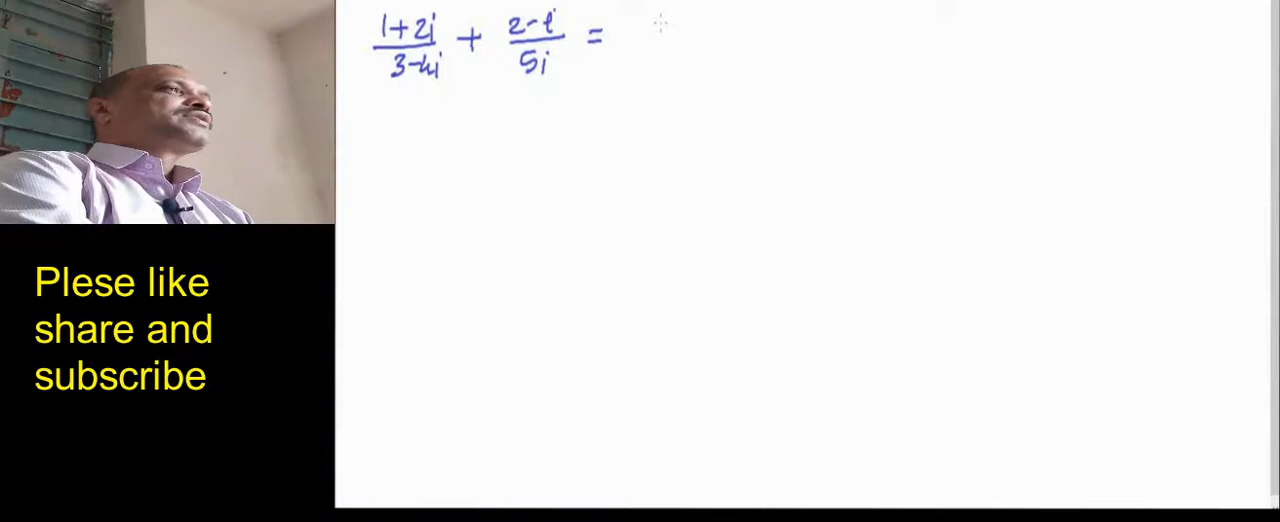 (1+2i)/(3-4i) + (2-i)/5i =
Plese like
share and
subscribe